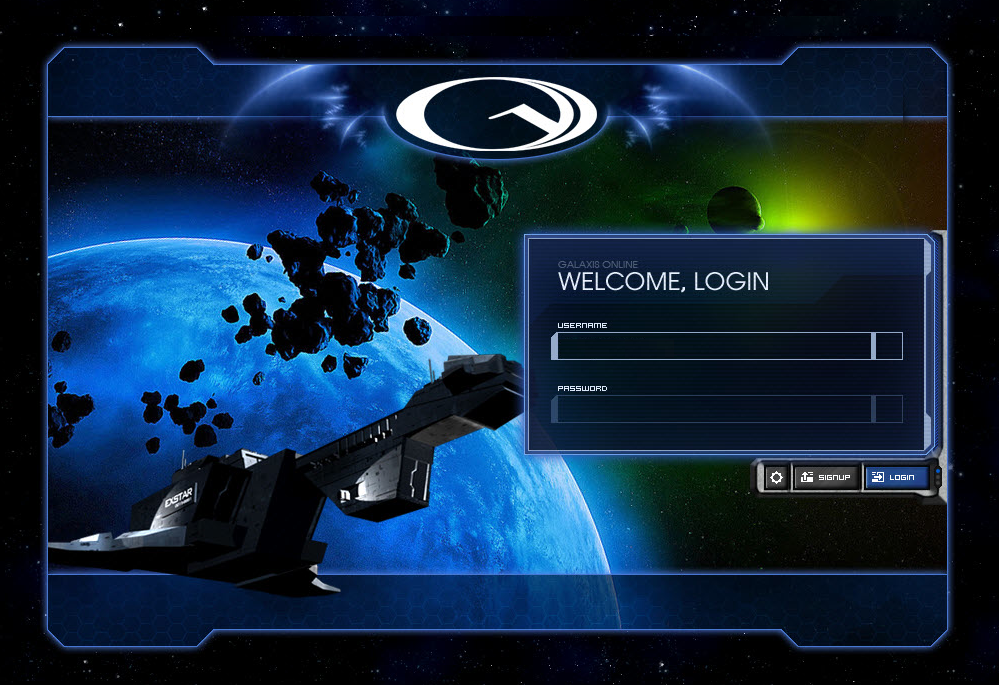 GALAXIS ONLINE
WELCOME, LOGIN
USERNAME
PASSWORD
EXSTAR
SIGNUP
LOGIN